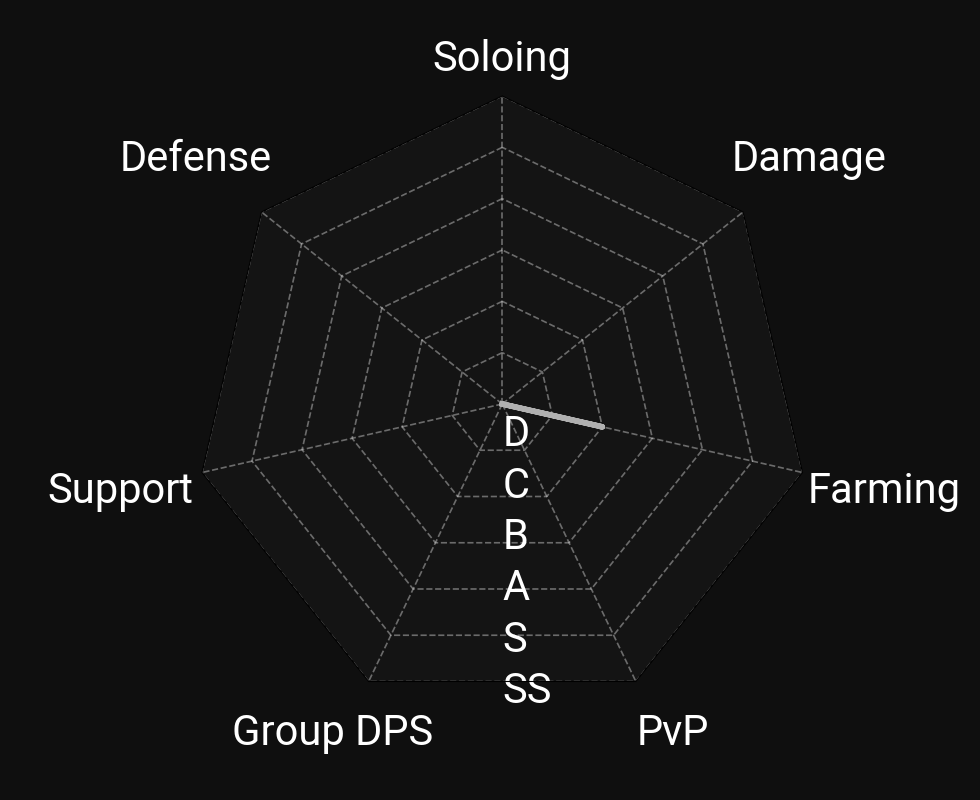 Soloing
Defense
Damage
D
C
Support
Farming
B
A
S
SS
Group DPS
PvP